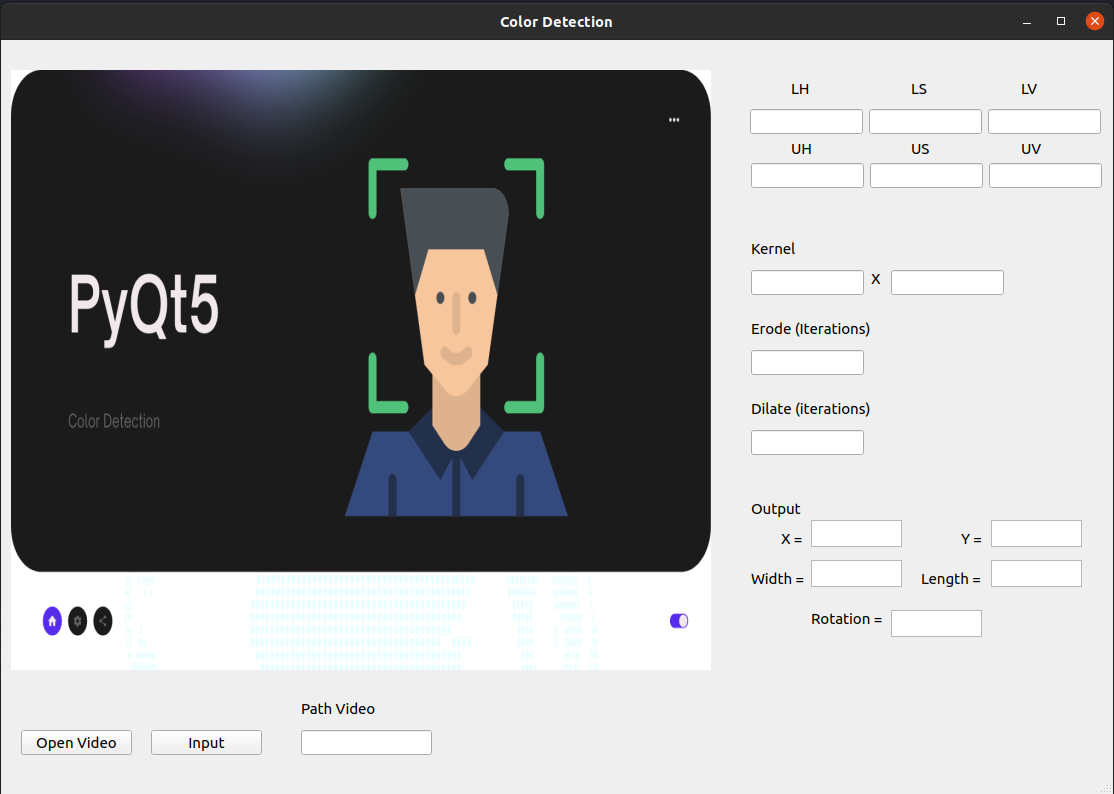 Color Detection
LH LS LV
UH US UV
PyQt5
Color Detection
Kernel
X
Erode (Iterations)
Dilate (iterations)
Output
X = Y =
Width = Length =
Rotation =
Path Video
Open Video Input